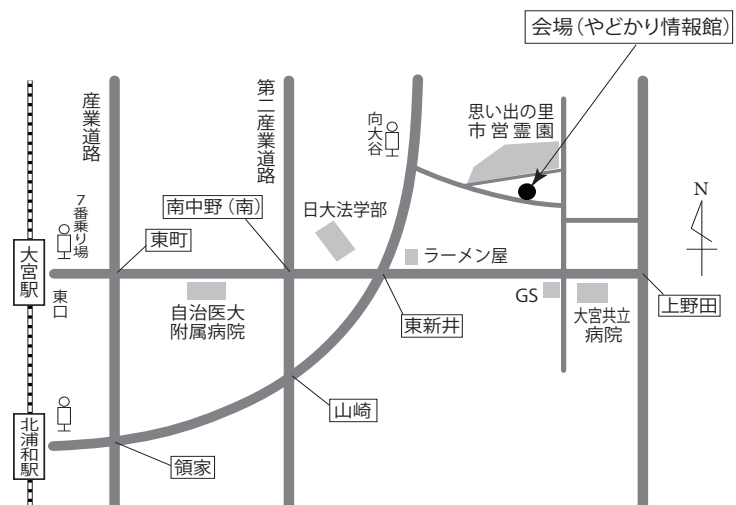 会場（やどかり情報館）
思い出の里
市営霊園
向大谷
第二産業道路
産業道路
7番乗り場
南中野（南）
日大法学部
東町
ラーメン屋
N
大宮駅
東口
自治医大
附属病院
東新井
GS
大宮共立
病院
上野田
山崎
北浦和駅
領家